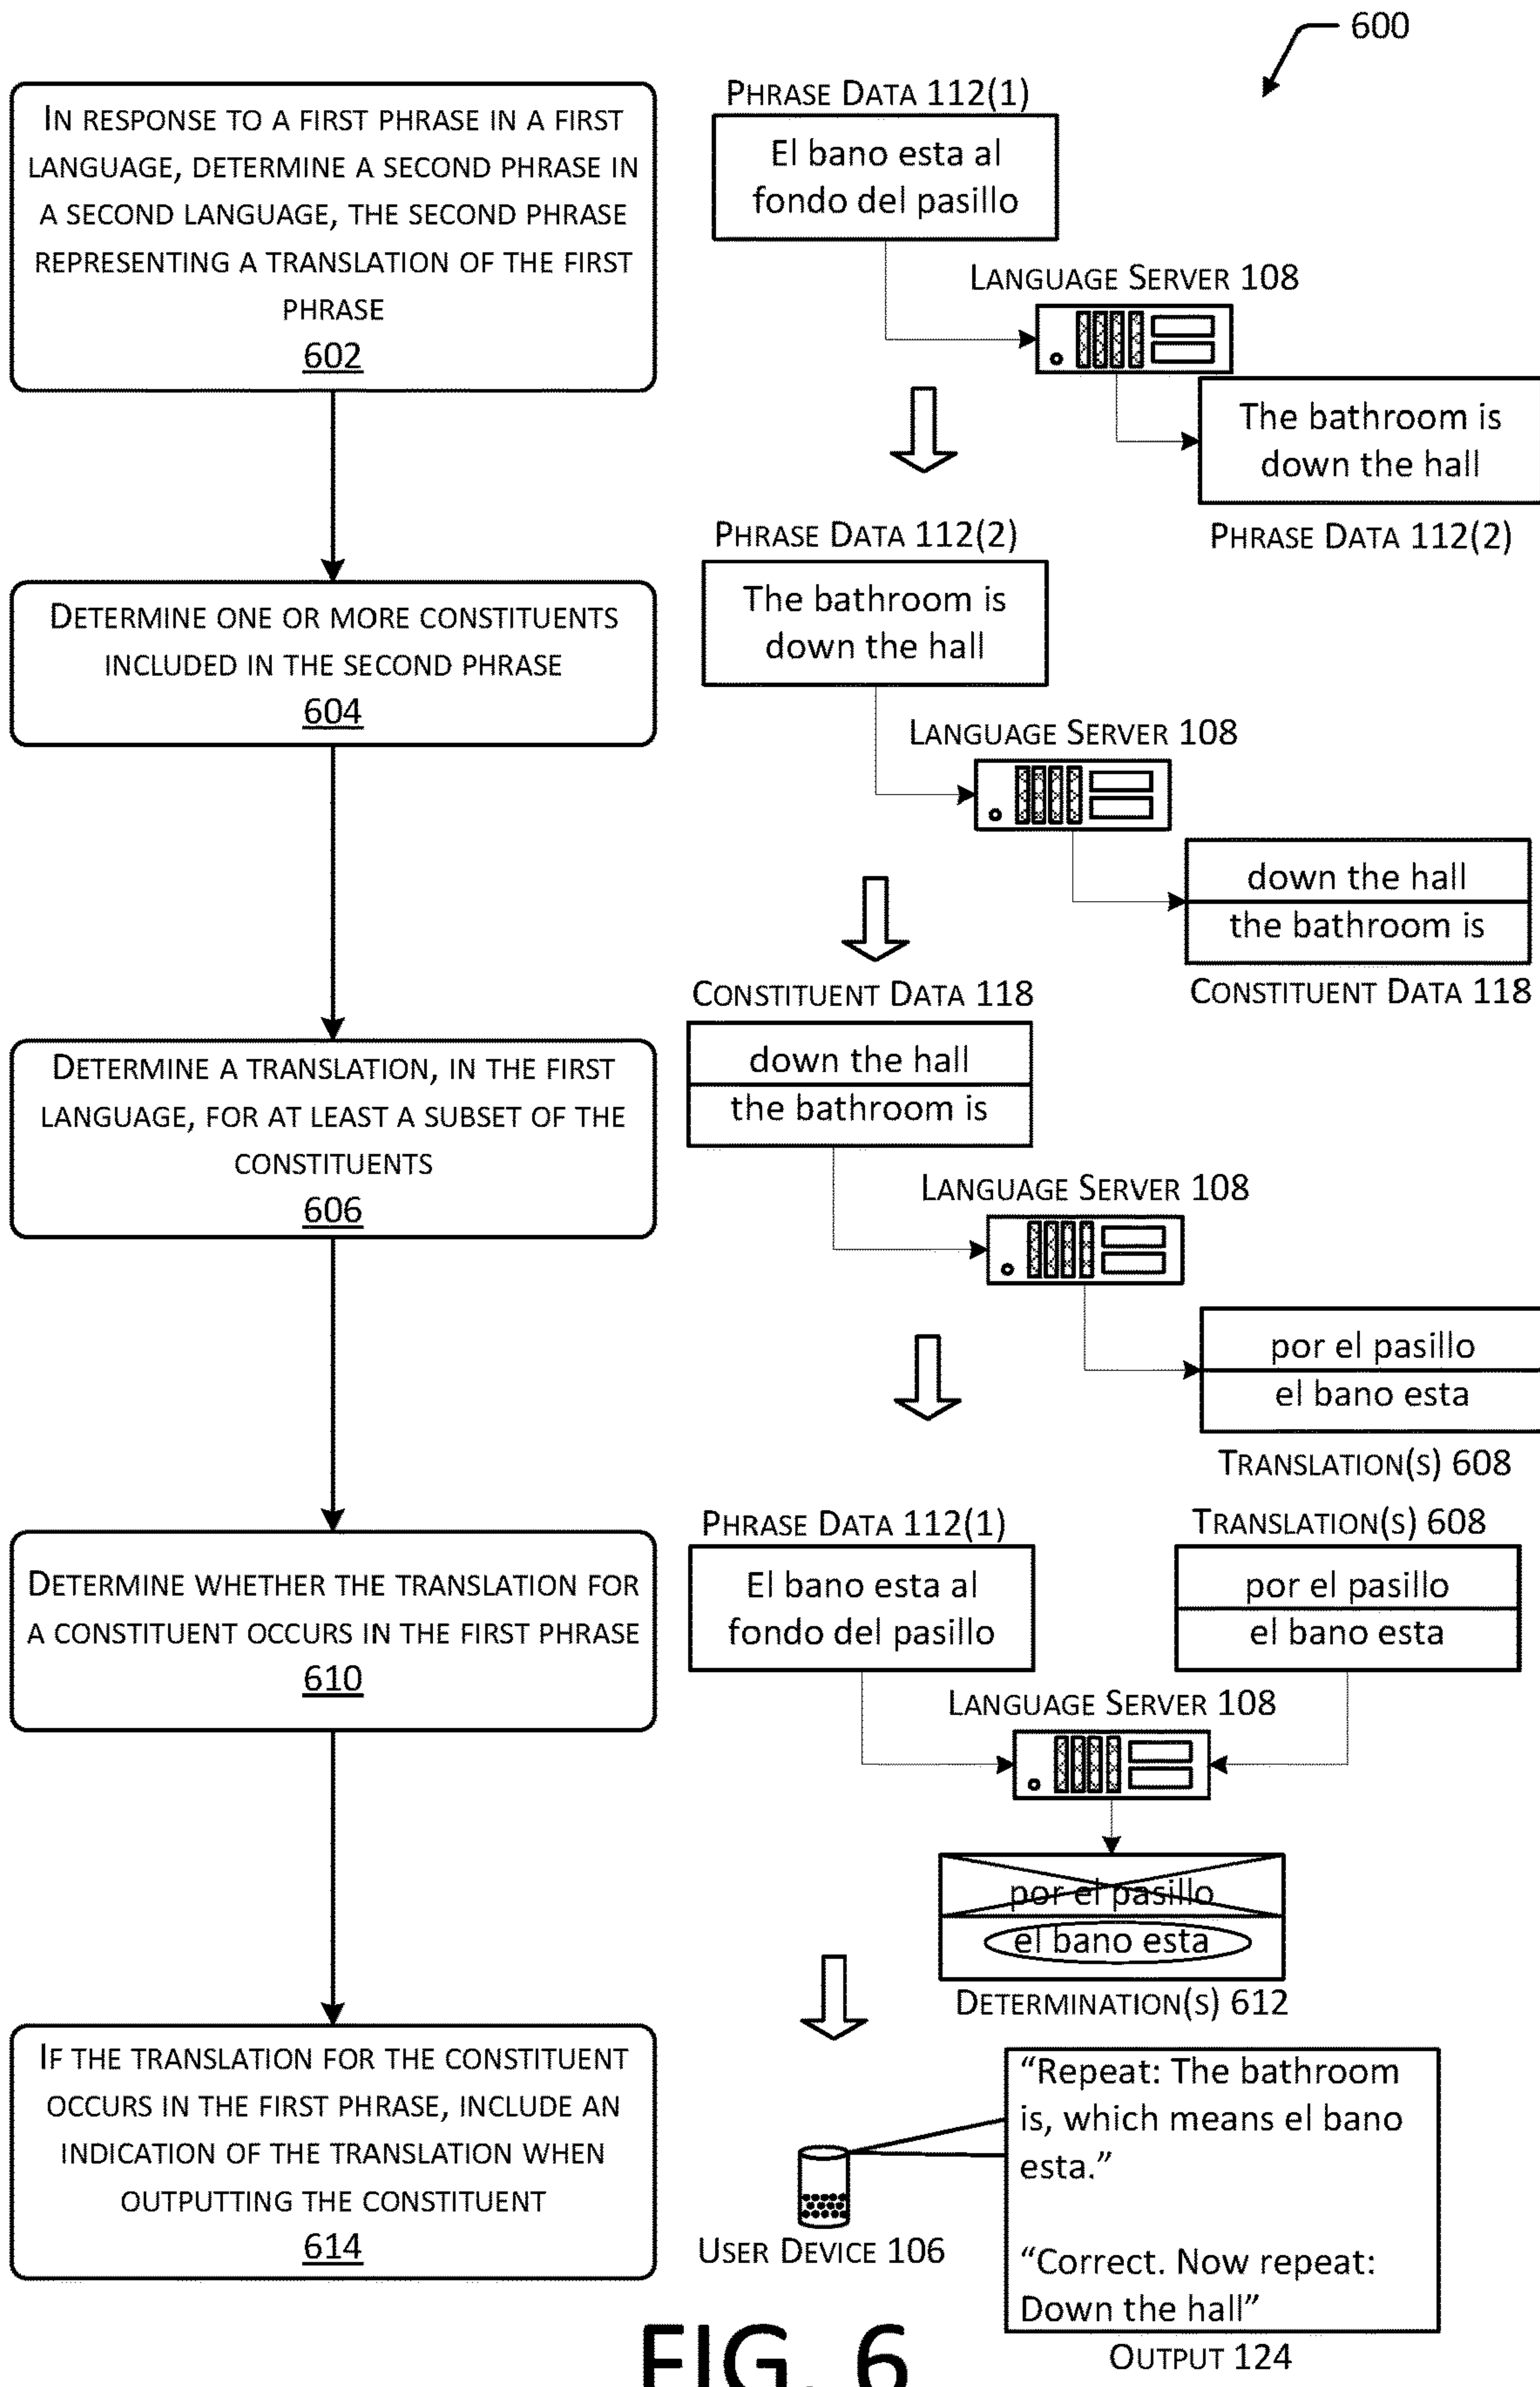 600
IN RESPONSE TO A FIRST PHRASE IN A FIRST
LANGUAGE, DETERMINE A SECOND PHRASE IN
A SECOND LANGUAGE, THE SECOND PHRASE
REPRESENTING A TRANSLATION OF THE FIRST
PHRASE
602
PHRASE DATA 112(1)
El bano esta al
fondo del pasillo
LANGUAGE SERVER 108
The bathroom is
down the hall
PHRASE DATA 112(2)
DETERMINE ONE OR MORE CONSTITUENTS
INCLUDED IN THE SECOND PHRASE
604
PHRASE DATA 112(2)
The bathroom is
down the hall
LANGUAGE SERVER 108
down the hall
the bathroom is
CONSTITUENT DATA 118
DETERMINE A TRANSLATION, IN THE FIRST
LANGUAGE, FOR AT LEAST A SUBSET OF THE
CONSTITUENTS
606
CONSTITUENT DATA 118
down the hall
the bathroom is
LANGUAGE SERVER 108
por el pasillo
el bano esta
TRANSLATION(S) 608
DETERMINE WHETHER THE TRANSLATION FOR
A CONSTITUENT OCCURS IN THE FIRST PHRASE
610
PHRASE DATA 112(1)
El bano esta al
fondo del pasillo
TRANSLATION(S) 608
por el pasillo
el bano esta
LANGUAGE SERVER 108
por el pasillo
el bano esta
DETERMINATION(S) 612
IF THE TRANSLATION FOR THE CONSTITUENT
OCCURS IN THE FIRST PHRASE, INCLUDE AN
INDICATION OF THE TRANSLATION WHEN
OUTPUTTING THE CONSTITUENT
614
USER DEVICE 106
“Repeat: The bathroom
is, which means el bano
esta.”
“Correct. Now repeat:
Down the hall”
OUTPUT 124
FIG. 6